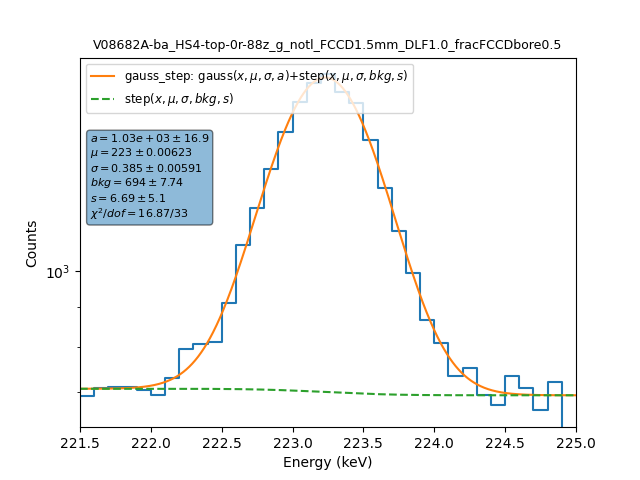 V08682A-ba_HS4-top-0r-88z_g_notl_FCCD1.5mm_DLF1.0_fracFCCDbore0.5
gauss_step: gauss(x, μ, σ, a)+step(x, μ, σ, bkg, s)
step(x, μ, σ, bkg, s)
a = 1.03e + 03 ± 16.9
μ = 223 ± 0.00623
σ = 0.385 ± 0.00591
bkg = 694 ± 7.74
s = 6.69 ± 5.1
χ²/dof = 16.87/33
Counts
10³
221.5 222.0 222.5 223.0 223.5 224.0 224.5 225.0
Energy (keV)